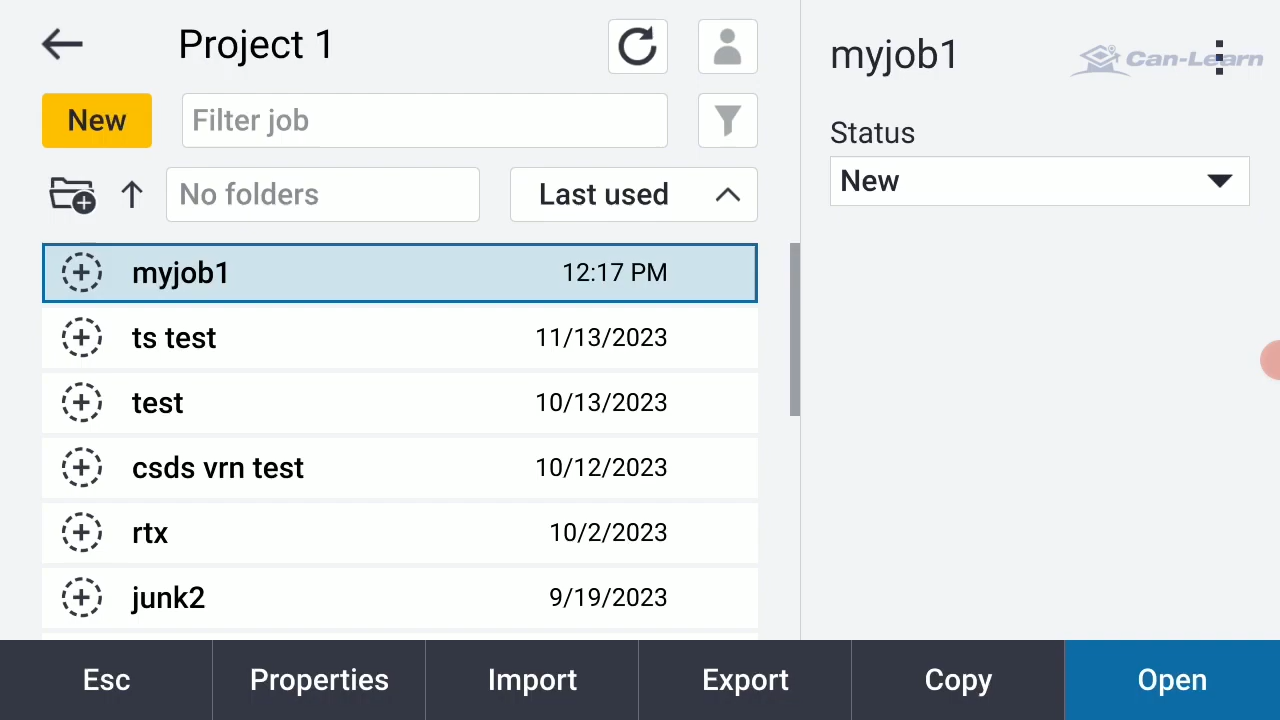 Project 1
New
Filter job
No folders
Last used
myjob1 12:17 PM
ts test 11/13/2023
test 10/13/2023
csds vrn test 10/12/2023
rtx 10/2/2023
junk2 9/19/2023
myjob1
Can-Learn
Status
New
Esc Properties Import Export Copy Open